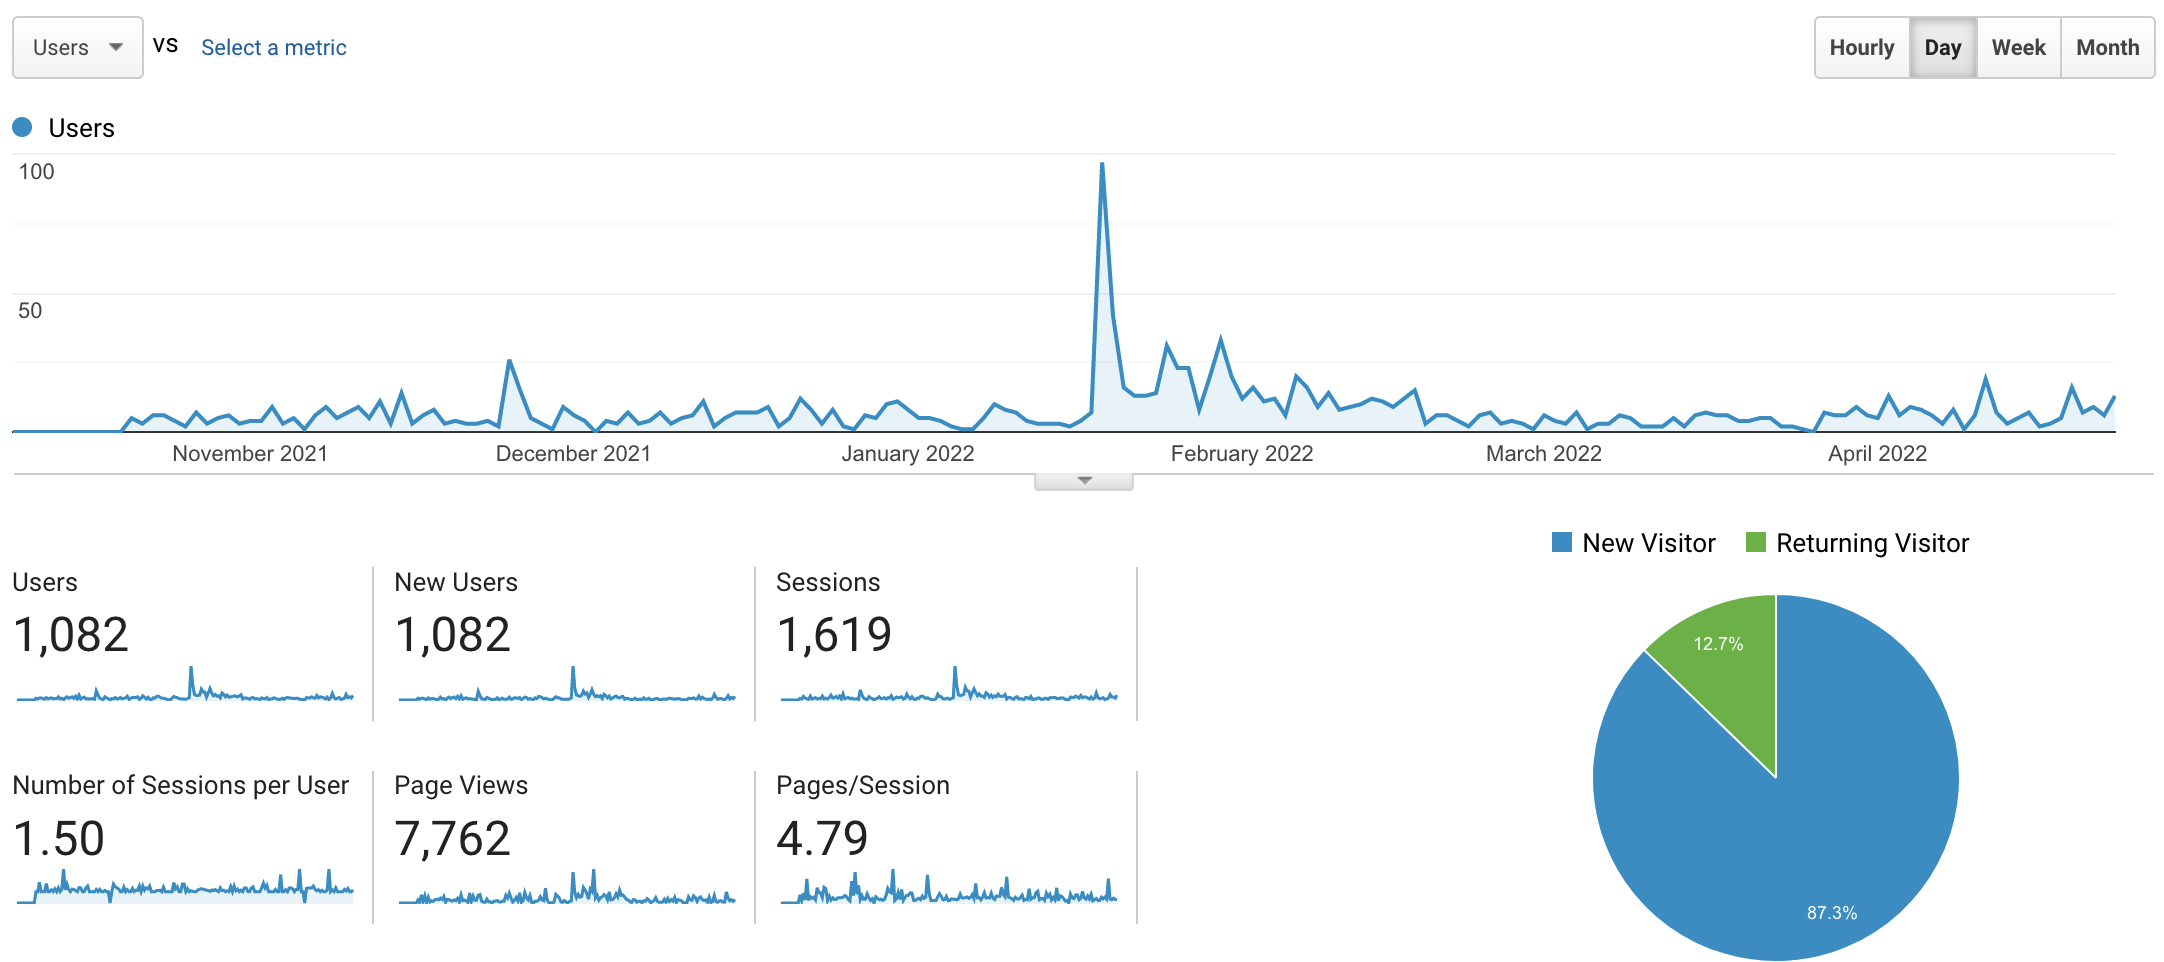 Users vs Select a metric Hourly Day Week Month
Users
100
50
November 2021 December 2021 January 2022 February 2022 March 2022 April 2022
New Visitor Returning Visitor
Users New Users Sessions
1,082 1,082 1,619
12.7%
Number of Sessions per User Page Views Pages/Session
1.50 7,762 4.79
87.3%